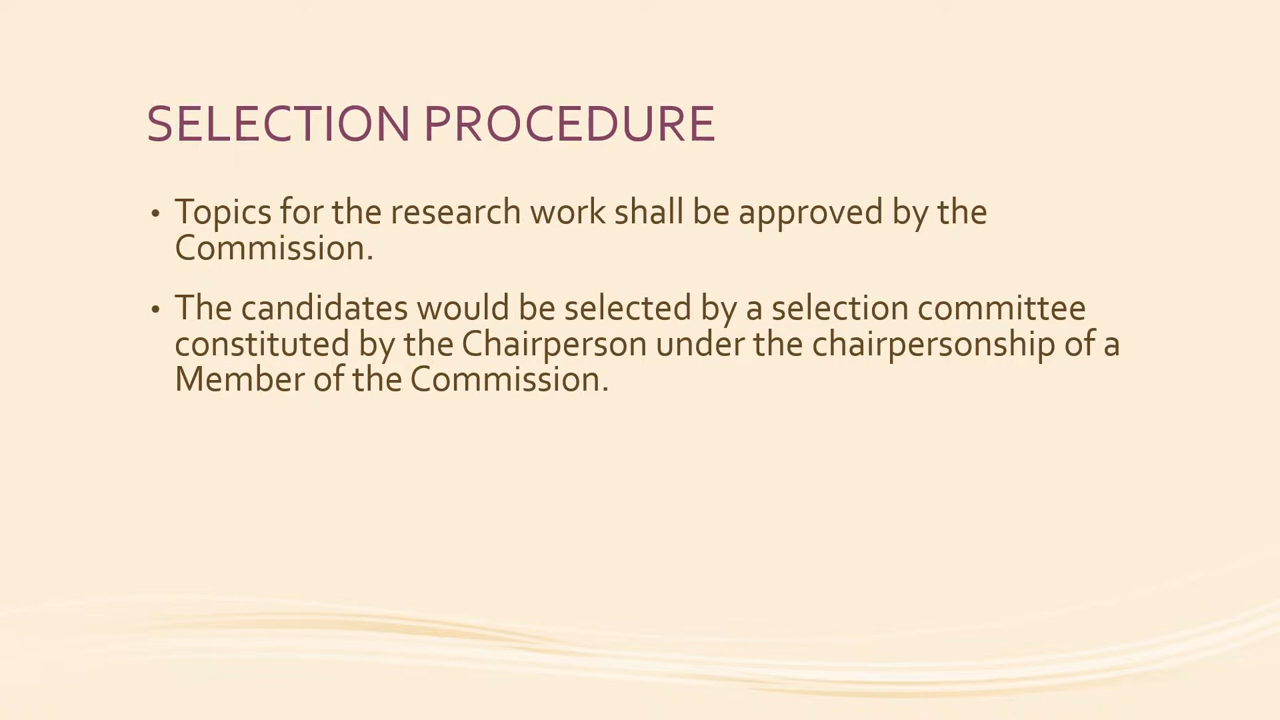 SELECTION PROCEDURE
• Topics for the research work shall be approved by the
Commission.
• The candidates would be selected by a selection committee
constituted by the Chairperson under the chairpersonship of a
Member of the Commission.